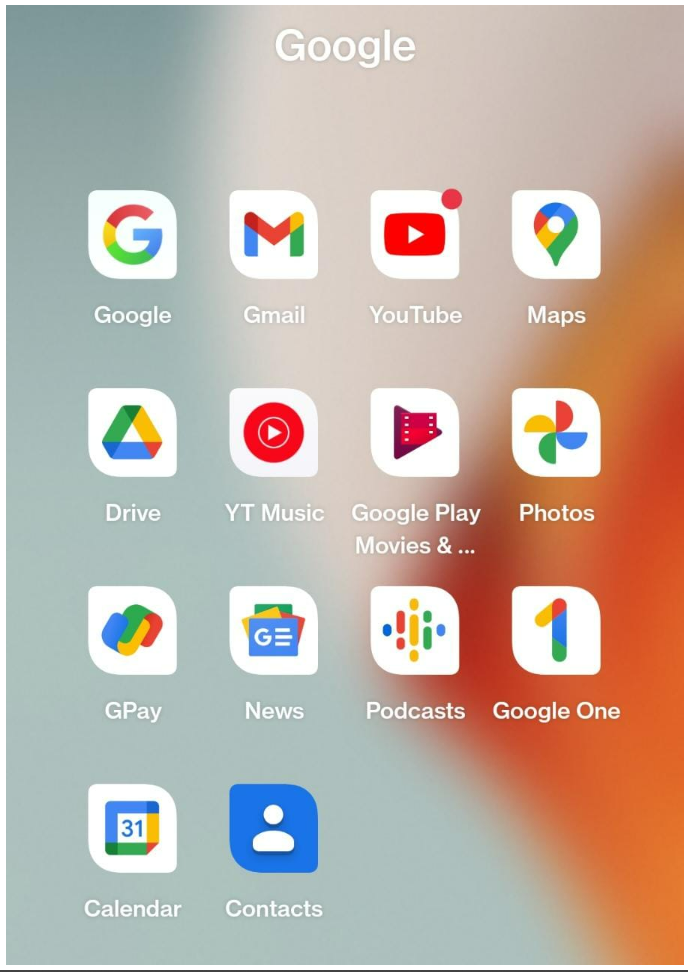 Google
Google Gmail YouTube Maps
Drive YT Music Google Play Photos
Movies & ...
GPay News Podcasts Google One
31
Calendar Contacts